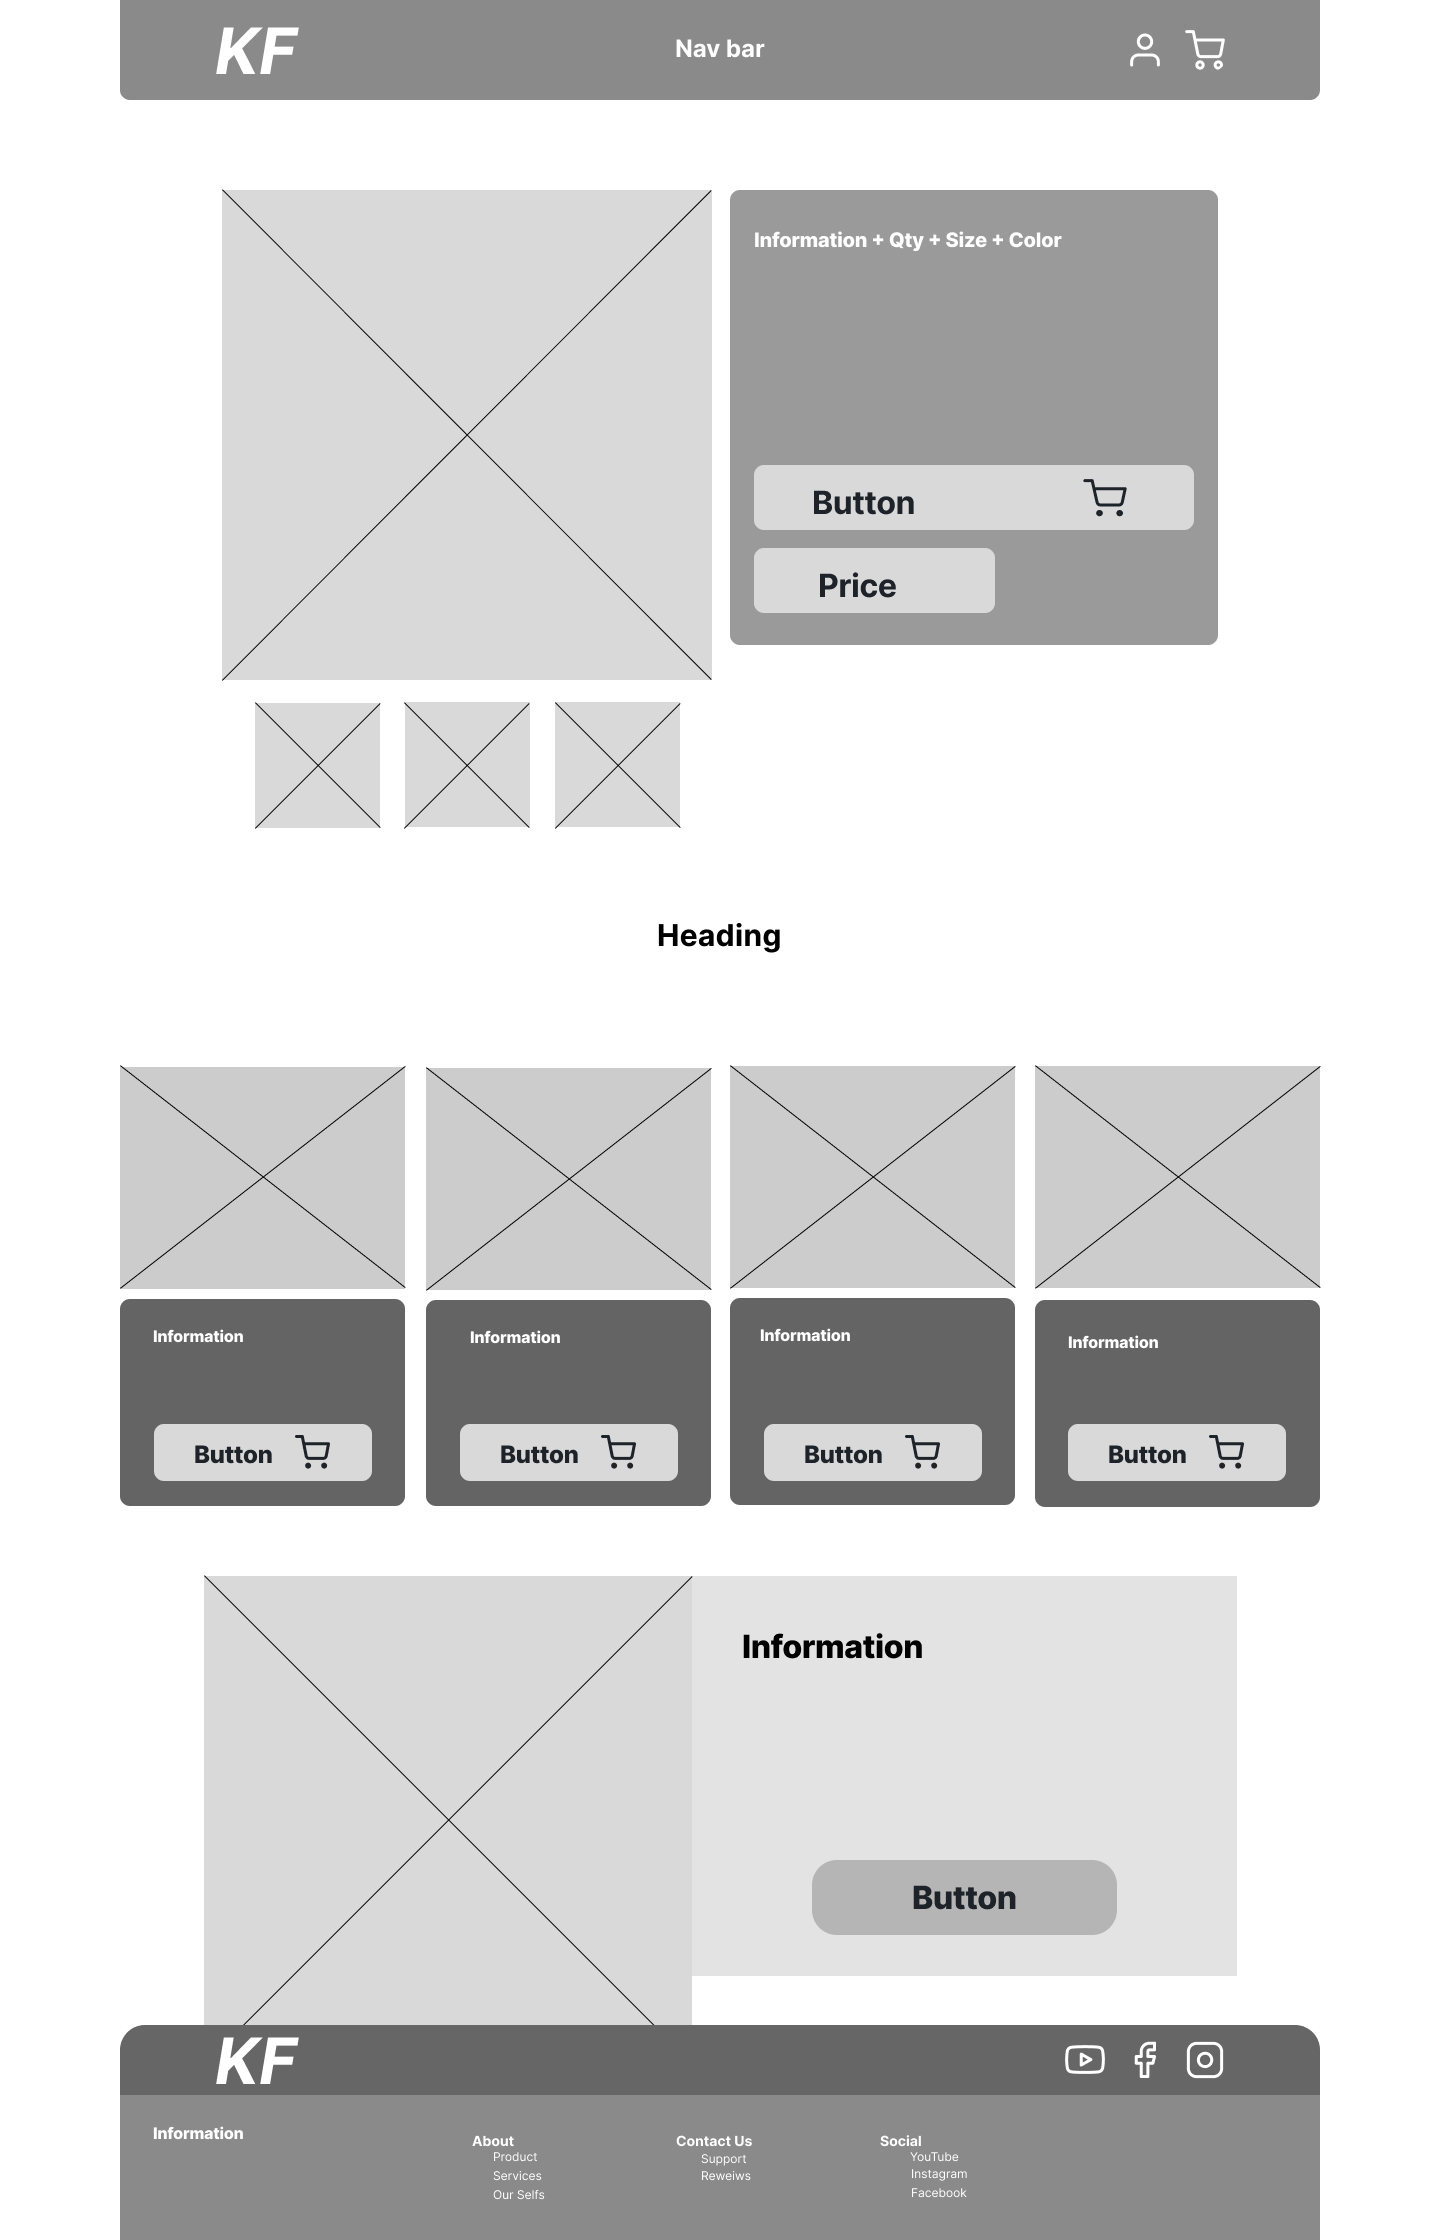 KF
Nav bar
Information + Qty + Size + Color
Button
Price
Heading
Information
Information
Information
Information
Button
Button
Button
Button
Information
Button
KF
Information
About
Product
Services
Our Selfs
Contact Us
Support
Reweiws
Social
YouTube
Instagram
Facebook